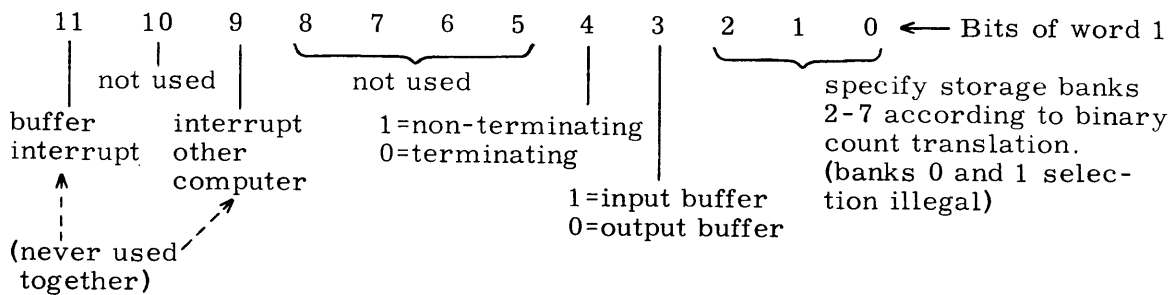 11 10 9 8 7 6 5 4 3 2 1 0 ← Bits of word 1
not used
not used
buffer
interrupt
interrupt
other
computer
(never used
together)
1=non-terminating
0=terminating
1=input buffer
0=output buffer
specify storage banks
2-7 according to binary
count translation.
(banks 0 and 1 selec-
tion illegal)